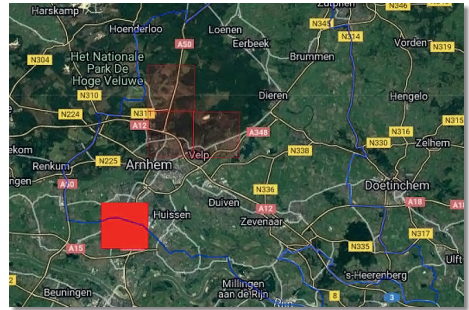 Harskamp
Zutphen
N346
N345
Hoenderloo
Loenen
N314
A50
Eerbeek
Vorden
N319
N304
Het Nationale
Park De
Hoge Veluwe
Brummen
N310
Dieren
Hengelo
N224
N311
N315
A12
A348
N316
N330
Zelhem
Renkum
N225
Arnhem
Velp
N338
A50
N336
Doetinchem
Duiven
A18
Huissen
A12
Zevenaar
N317
A15
N335
Ulft
's-Heerenberg
Millingen
aan de Rijn
Beuningen
8
3